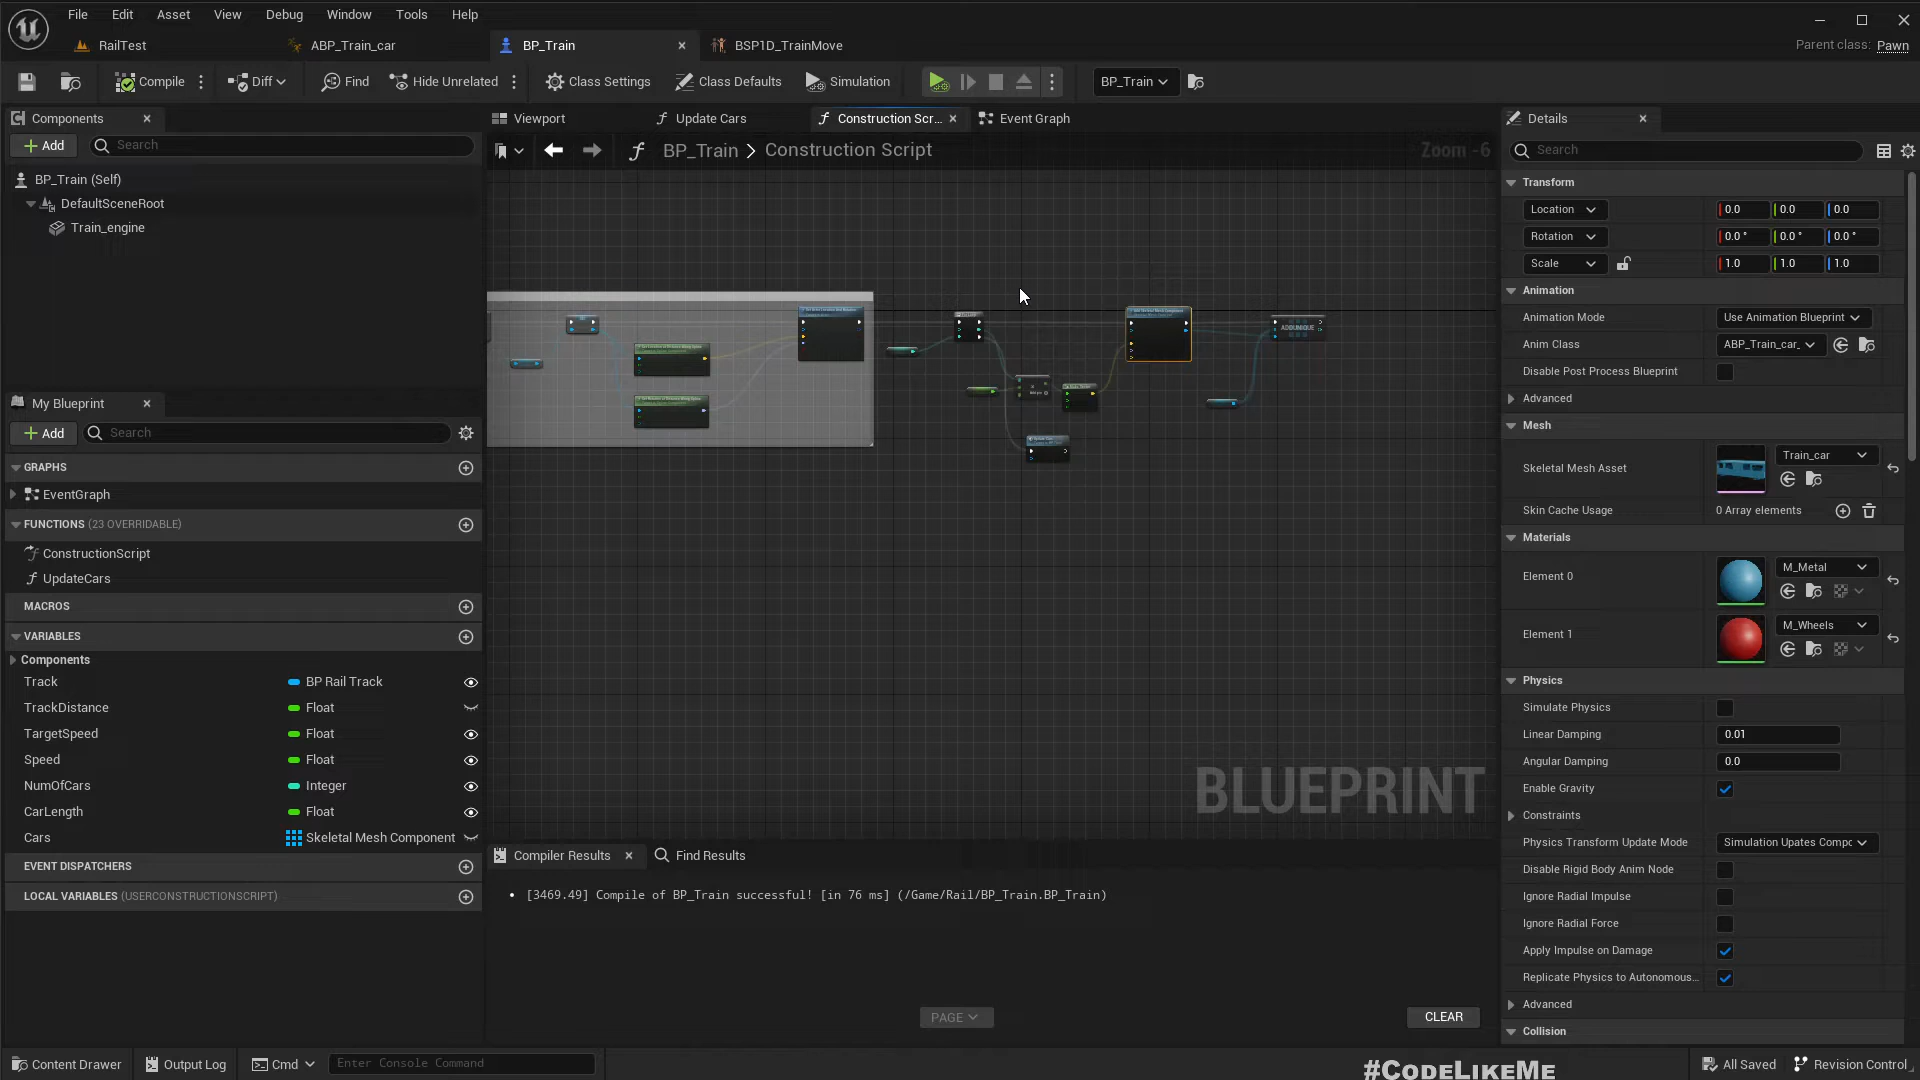 File Edit Asset View Debug Window Tools Help
RailTest ABP_Train_car BP_Train BSP1D_TrainMove Parent class: Pawn
Compile Diff Find Hide Unrelated Class Settings Class Defaults Simulation BP_Train
Components Viewport Update Cars Construction Scr... Event Graph Details
Add Search BP_Train > Construction Script Zoom -6 Search
BP_Train (Self)
DefaultSceneRoot
Train_engine
Transform
Location 0.0 0.0 0.0
Rotation 0.0 ° 0.0 ° 0.0 °
Scale 1.0 1.0 1.0
Animation
Animation Mode Use Animation Blueprint
Anim Class ABP_Train_car_
Disable Post Process Blueprint
Advanced
ADDUNIQUE
My Blueprint
Add Search
GRAPHS
EventGraph
FUNCTIONS (23 OVERRIDABLE)
ConstructionScript
UpdateCars
MACROS
VARIABLES
Components
Track BP Rail Track
TrackDistance Float
TargetSpeed Float
Speed Float
NumOfCars Integer
CarLength Float
Cars Skeletal Mesh Component
EVENT DISPATCHERS
LOCAL VARIABLES (USERCONSTRUCTIONSCRIPT)
BLUEPRINT
Mesh
Skeletal Mesh Asset Train_car
Skin Cache Usage 0 Array elements
Materials
Element 0 M_Metal
Element 1 M_Wheels
Physics
Simulate Physics
Linear Damping 0.01
Angular Damping 0.0
Enable Gravity
Constraints
Physics Transform Update Mode Simulation Upates Compc
Disable Rigid Body Anim Node
Ignore Radial Impulse
Ignore Radial Force
Apply Impulse on Damage
Replicate Physics to Autonomous...
Advanced
Collision
Compiler Results Find Results
• [3469.49] Compile of BP_Train successful! [in 76 ms] (/Game/Rail/BP_Train.BP_Train)
PAGE CLEAR
Content Drawer Output Log Cmd Enter Console Command #CODELIKEME All Saved Revision Control